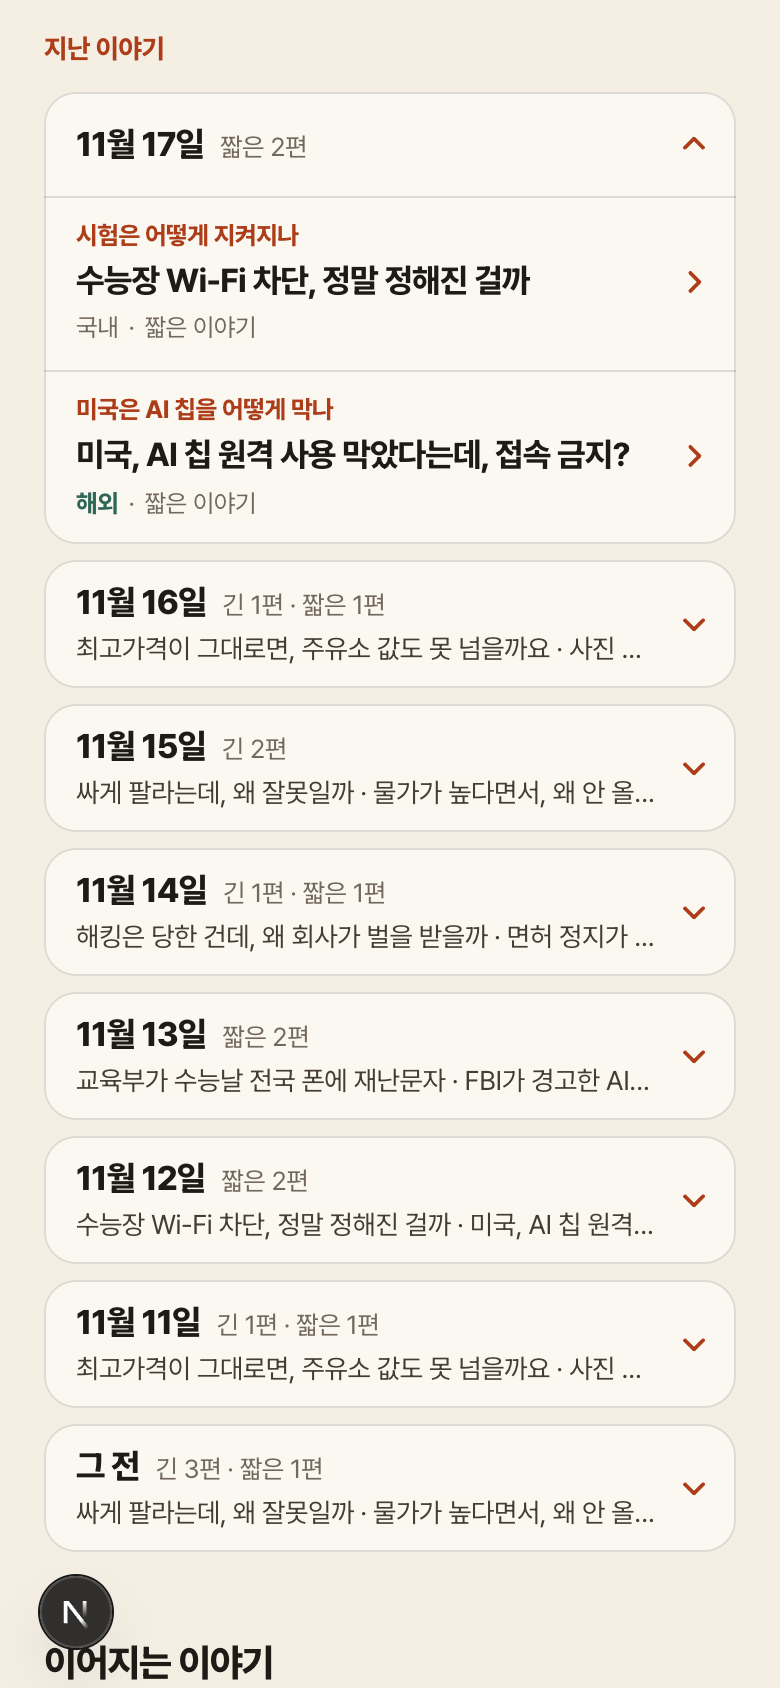 지난 이야기
11월 17일 짧은 2편
시험은 어떻게 지켜지나
수능장 Wi-Fi 차단, 정말 정해진 걸까
국내 · 짧은 이야기
미국은 AI 칩을 어떻게 막나
미국, AI 칩 원격 사용 막았다는데, 접속 금지?
해외 · 짧은 이야기
11월 16일 긴 1편 · 짧은 1편
최고가격이 그대로면, 주유소 값도 못 넘을까요 · 사진 ...
11월 15일 긴 2편
싸게 팔라는데, 왜 잘못일까 · 물가가 높다면서, 왜 안 올...
11월 14일 긴 1편 · 짧은 1편
해킹은 당한 건데, 왜 회사가 벌을 받을까 · 면허 정지가 ...
11월 13일 짧은 2편
교육부가 수능날 전국 폰에 재난문자 · FBI가 경고한 AI...
11월 12일 짧은 2편
수능장 Wi-Fi 차단, 정말 정해진 걸까 · 미국, AI 칩 원격...
11월 11일 긴 1편 · 짧은 1편
최고가격이 그대로면, 주유소 값도 못 넘을까요 · 사진 ...
그 전 긴 3편 · 짧은 1편
싸게 팔라는데, 왜 잘못일까 · 물가가 높다면서, 왜 안 올...
N
이어지는 이야기